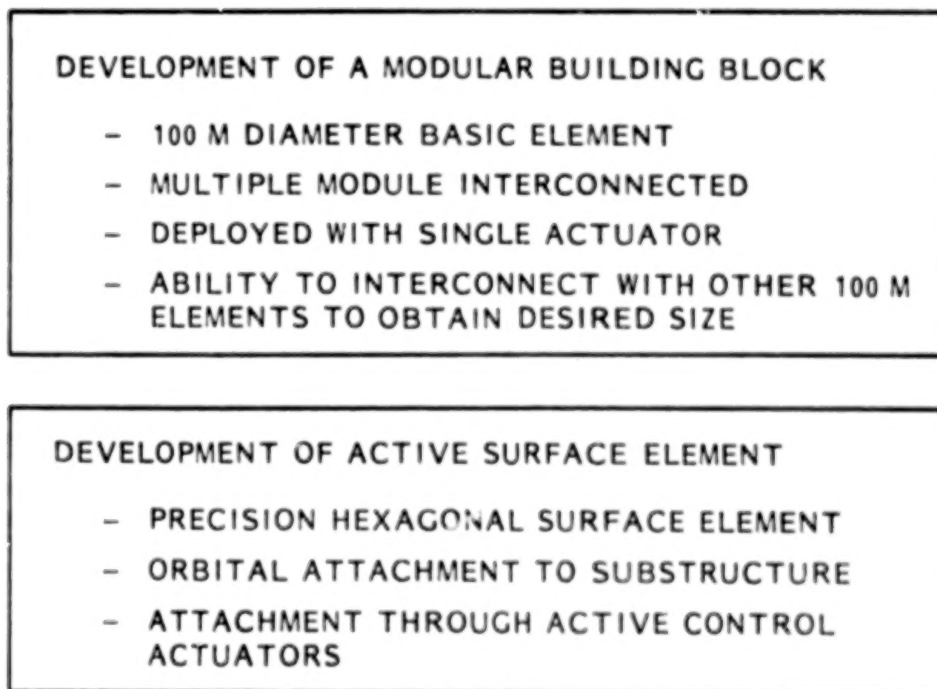 DEVELOPMENT OF A MODULAR BUILDING BLOCK
- 100 M DIAMETER BASIC ELEMENT
- MULTIPLE MODULE INTERCONNECTED
- DEPLOYED WITH SINGLE ACTUATOR
- ABILITY TO INTERCONNECT WITH OTHER 100 M
ELEMENTS TO OBTAIN DESIRED SIZE
DEVELOPMENT OF ACTIVE SURFACE ELEMENT
- PRECISION HEXAGONAL SURFACE ELEMENT
- ORBITAL ATTACHMENT TO SUBSTRUCTURE
- ATTACHMENT THROUGH ACTIVE CONTROL
ACTUATORS